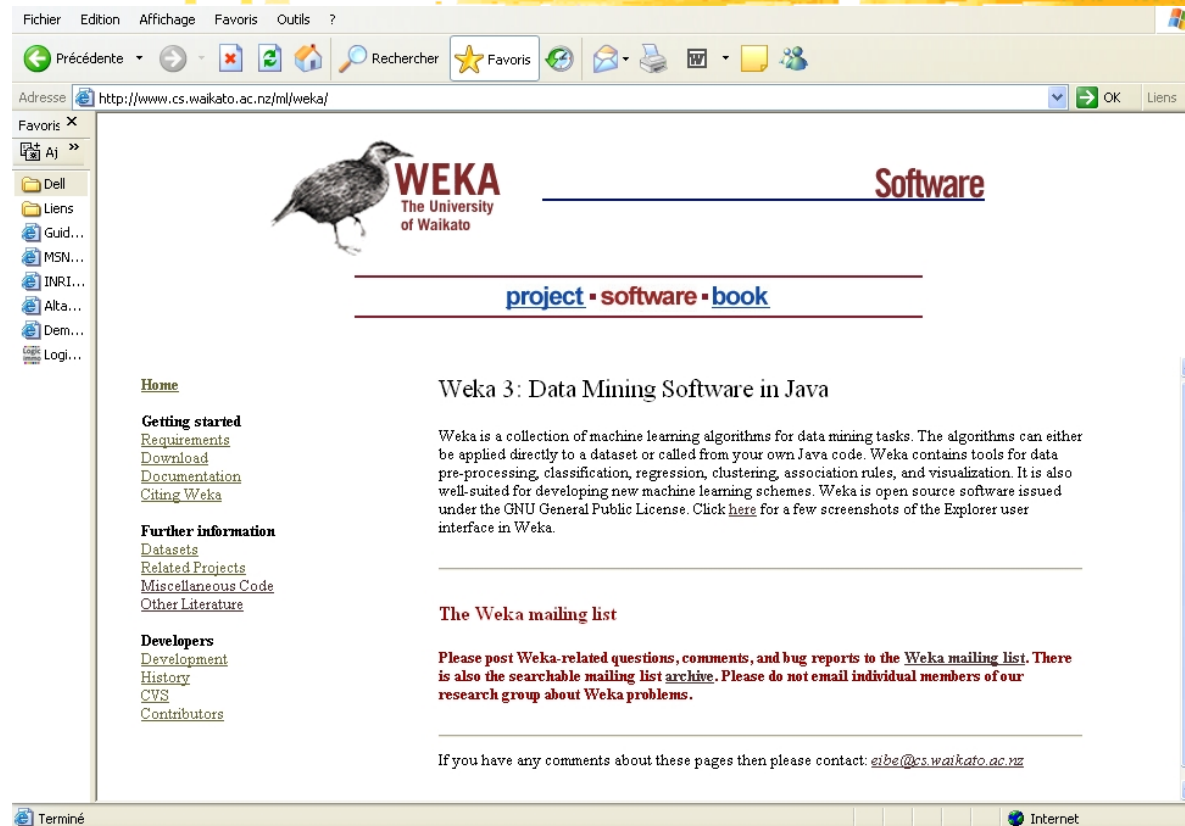 Fichier Edition Affichage Favoris Outils ?
Précédente Rechercher Favoris
Adresse http://www.cs.waikato.ac.nz/ml/weka/ OK Liens
Favoris
Aj »
Dell
Liens
Guid...
MSN...
INRI...
Alta...
Dem...
Logi...
WEKA
The University
of Waikato
Software
project ▪ software ▪ book
Home
Getting started
Requirements
Download
Documentation
Citing Weka
Further information
Datasets
Related Projects
Miscellaneous Code
Other Literature
Developers
Development
History
CVS
Contributors
Weka 3: Data Mining Software in Java
Weka is a collection of machine learning algorithms for data mining tasks. The algorithms can either
be applied directly to a dataset or called from your own Java code. Weka contains tools for data
pre-processing, classification, regression, clustering, association rules, and visualization. It is also
well-suited for developing new machine learning schemes. Weka is open source software issued
under the GNU General Public License. Click here for a few screenshots of the Explorer user
interface in Weka.
The Weka mailing list
Please post Weka-related questions, comments, and bug reports to the Weka mailing list. There
is also the searchable mailing list archive. Please do not email individual members of our
research group about Weka problems.
If you have any comments about these pages then please contact: eibe@cs.waikato.ac.nz
Terminé Internet